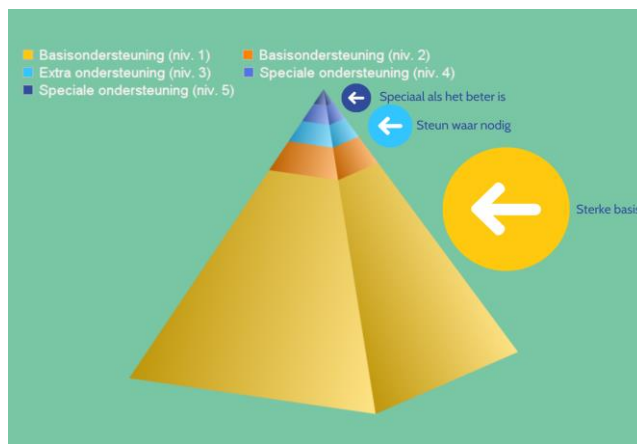 Basisondersteuning (niv. 1)
Basisondersteuning (niv. 2)
Extra ondersteuning (niv. 3)
Speciale ondersteuning (niv. 4)
Speciale ondersteuning (niv. 5)
Speciaal als het beter is
Steun waar nodig
Sterke basis